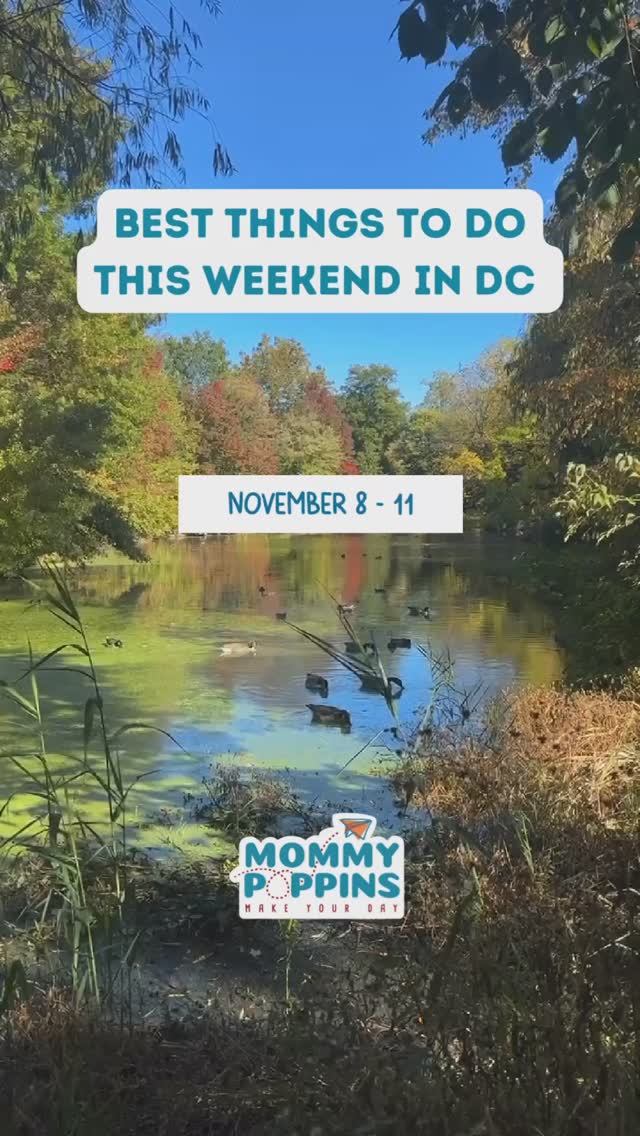 BEST THINGS TO DO
THIS WEEKEND IN DC
NOVEMBER 8 - 11
MOMMY
POPPINS
MAKE YOUR DAY